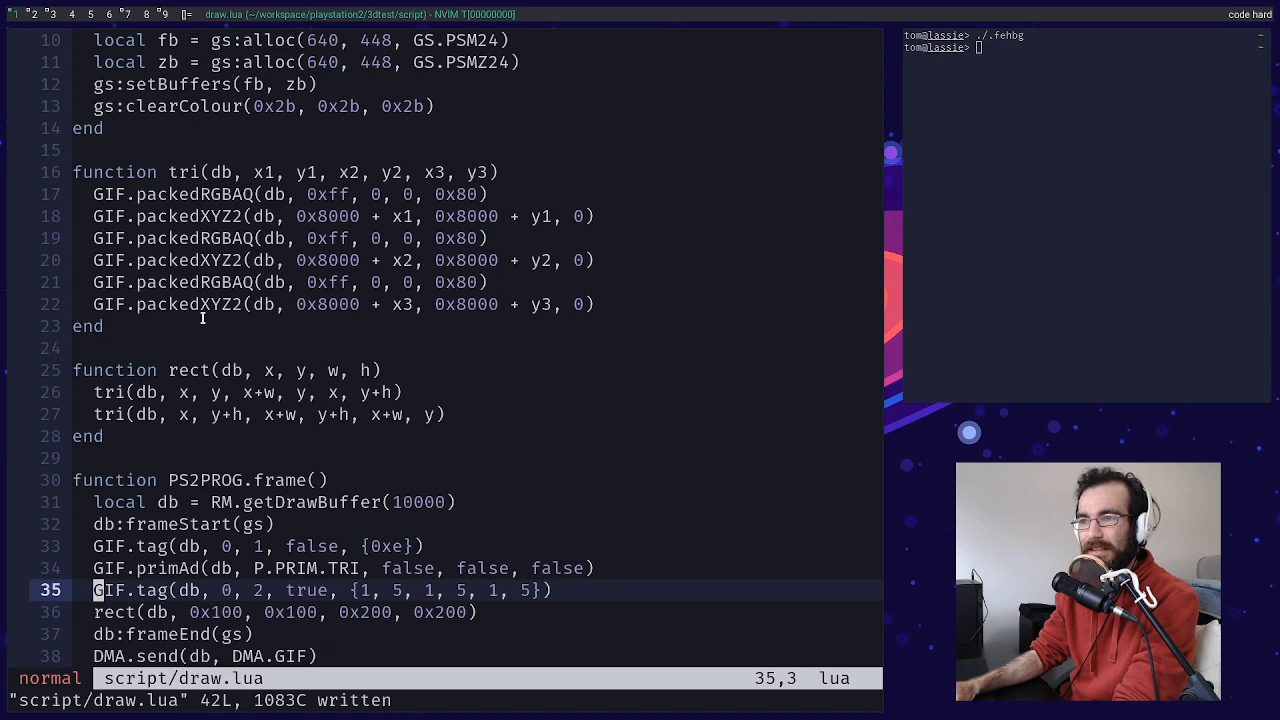 1 2 3 4 5 6 7 8 9 []= draw.lua (~/workspace/playstation2/3dtest/script) - NVIM T[00000000] code hard
10 local fb = gs:alloc(640, 448, GS.PSM24)
11 local zb = gs:alloc(640, 448, GS.PSMZ24)
12 gs:setBuffers(fb, zb)
13 gs:clearColour(0x2b, 0x2b, 0x2b)
14 end
15
16 function tri(db, x1, y1, x2, y2, x3, y3)
17 GIF.packedRGBAQ(db, 0xff, 0, 0, 0x80)
18 GIF.packedXYZ2(db, 0x8000 + x1, 0x8000 + y1, 0)
19 GIF.packedRGBAQ(db, 0xff, 0, 0, 0x80)
20 GIF.packedXYZ2(db, 0x8000 + x2, 0x8000 + y2, 0)
21 GIF.packedRGBAQ(db, 0xff, 0, 0, 0x80)
22 GIF.packedXYZ2(db, 0x8000 + x3, 0x8000 + y3, 0)
23 end
24
25 function rect(db, x, y, w, h)
26 tri(db, x, y, x+w, y, x, y+h)
27 tri(db, x, y+h, x+w, y+h, x+w, y)
28 end
29
30 function PS2PROG.frame()
31 local db = RM.getDrawBuffer(10000)
32 db:frameStart(gs)
33 GIF.tag(db, 0, 1, false, {0xe})
34 GIF.primAd(db, P.PRIM.TRI, false, false, false)
35 GIF.tag(db, 0, 2, true, {1, 5, 1, 5, 1, 5})
36 rect(db, 0x100, 0x100, 0x200, 0x200)
37 db:frameEnd(gs)
38 DMA.send(db, DMA.GIF)
normal script/draw.lua 35,3 lua
"script/draw.lua" 42L, 1083C written
tom@lassie> ./.fehbg ~
tom@lassie> ~